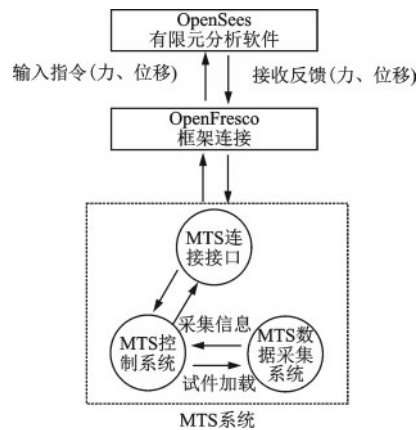 OpenSees
有限元分析软件
输入指令(力、位移)
接收反馈(力、位移)
OpenFresco
框架连接
MTS连
接接口
采集信息
MTS控
制系统
MTS数
据采集
系统
试件加载
MTS系统